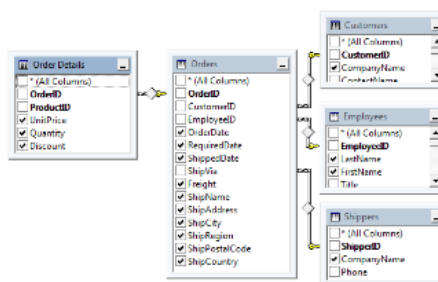 Order Details
* (All Columns)
OrderID
ProductID
UnitPrice
Quantity
Discount
Orders
* (All Columns)
OrderID
CustomerID
EmployeeID
OrderDate
RequiredDate
ShippedDate
ShipVia
Freight
ShipName
ShipAddress
ShipCity
ShipRegion
ShipPostalCode
ShipCountry
Customers
* (All Columns)
CustomerID
CompanyName
ContactName
Employees
* (All Columns)
EmployeeID
LastName
FirstName
Title
Shippers
* (All Columns)
ShipperID
CompanyName
Phone